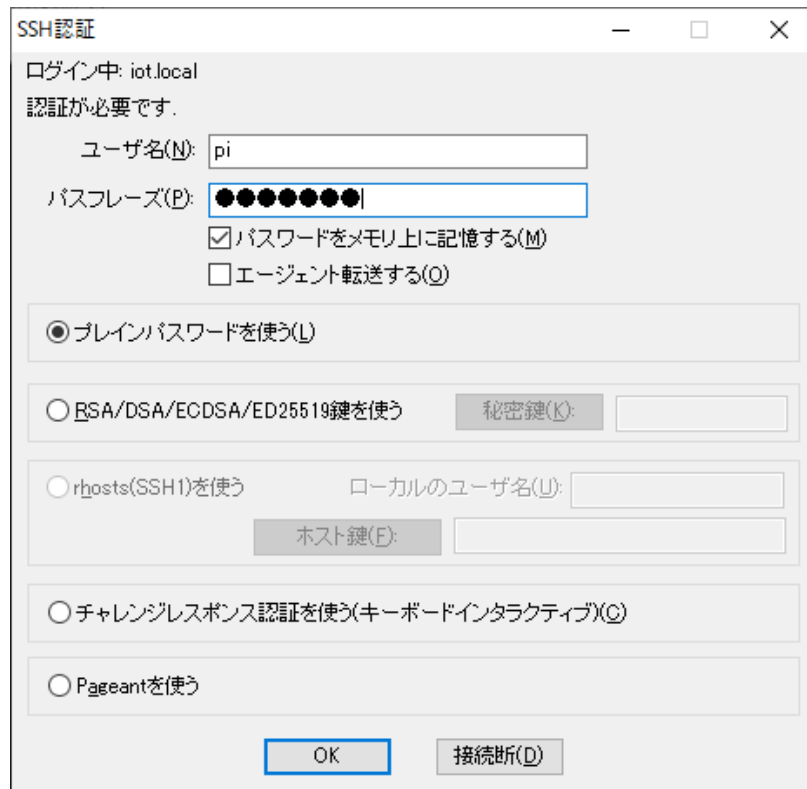 SSH認証
ログイン中: iot.local
認証が必要です.
ユーザ名(N): pi
パスフレーズ(P): ●●●●●●●
パスワードをメモリ上に記憶する(M)
エージェント転送する(O)
プレインパスワードを使う(L)
RSA/DSA/ECDSA/ED25519鍵を使う 秘密鍵(K):
rhosts(SSH1)を使う ローカルのユーザ名(U):
ホスト鍵(F):
チャレンジレスポンス認証を使う(キーボードインタラクティブ)(C)
Pageantを使う
OK 接続断(D)